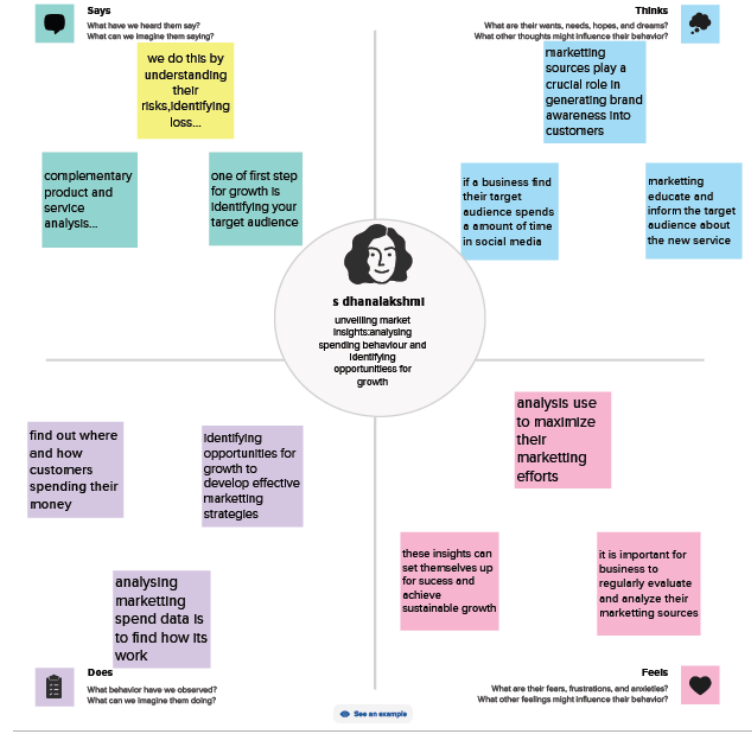 Says
What have we heard them say?
What can we imagine them saying?
we do this by
understanding
their
risks,identifying
loss...
complementary
product and
service
analysis...
one of first step
for growth is
identifying your
target audience
Thinks
What are their wants, needs, hopes, and dreams?
What other thoughts might influence their behavior?
marketting
sources play a
crucial role in
generating brand
awareness into
customers
if a business find
their target
audience spends
a amount of time
in social media
marketting
educate and
inform the target
audience about
the new service
s dhanalakshmi
unveiling market
insights:analysing
spending behaviour and
identifying
opportunitiess for
growth
find out where
and how
customers
spending their
money
identifying
opportunities for
growth to
develop effective
marketting
strategies
analysing
marketting
spend data is
to find how its
work
Does
What behavior have we observed?
What can we imagine them doing?
analysis use
to maximize
their
marketting
efforts
these insights can
set themselves up
for sucess and
achieve
sustainable growth
it is important for
business to
regularly evaluate
and analyze their
marketting sources
Feels
What are their fears, frustrations, and anxieties?
What other feelings might influence their behavior?
See an example